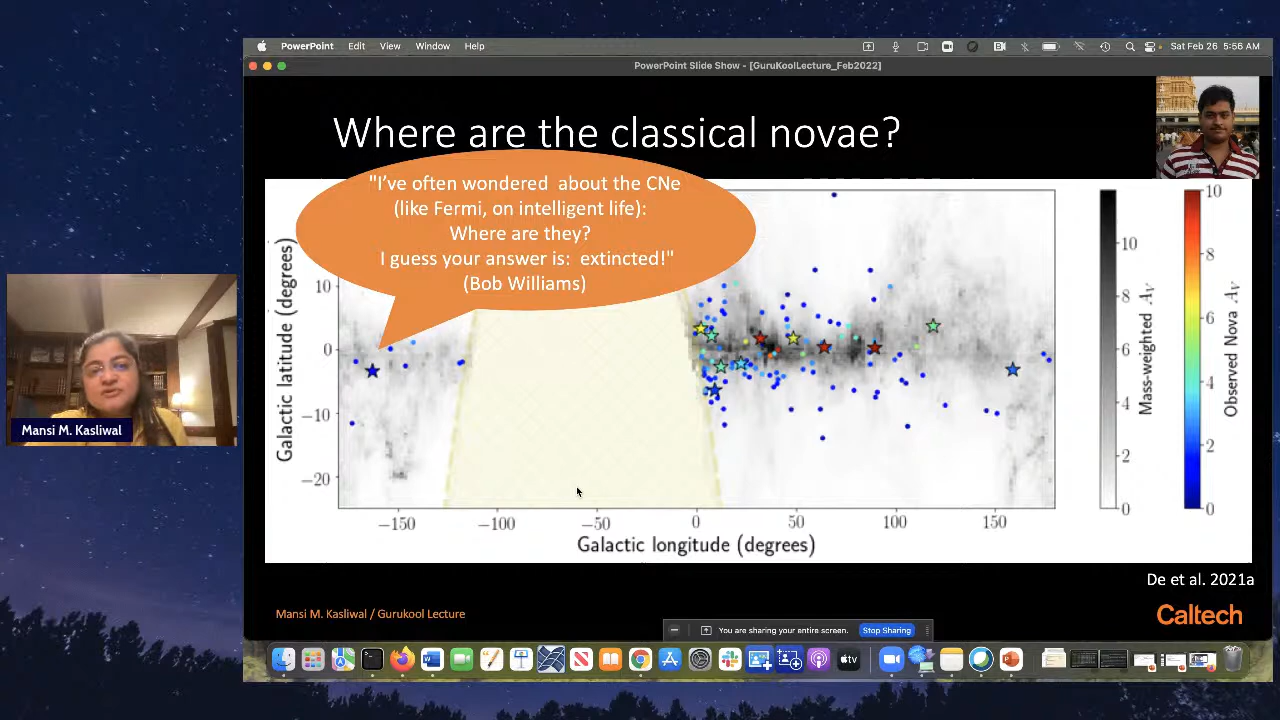 PowerPoint Edit View Window Help
Sat Feb 26 5:56 AM
PowerPoint Slide Show - [GuruKoolLecture_Feb2022]
Where are the classical novae?
"I've often wondered about the CNe
(like Fermi, on intelligent life):
Where are they?
I guess your answer is: extincted!"
(Bob Williams)
Galactic latitude (degrees)
10
0
−10
−20
−150
−100
−50
0
50
100
150
Galactic longitude (degrees)
10
8
6
4
2
0
Mass-weighted AV
10
8
6
4
2
0
Observed Nova AV
De et al. 2021a
Caltech
Mansi M. Kasliwal / Gurukool Lecture
Mansi M. Kasliwal
You are sharing your entire screen.
Stop Sharing
tv